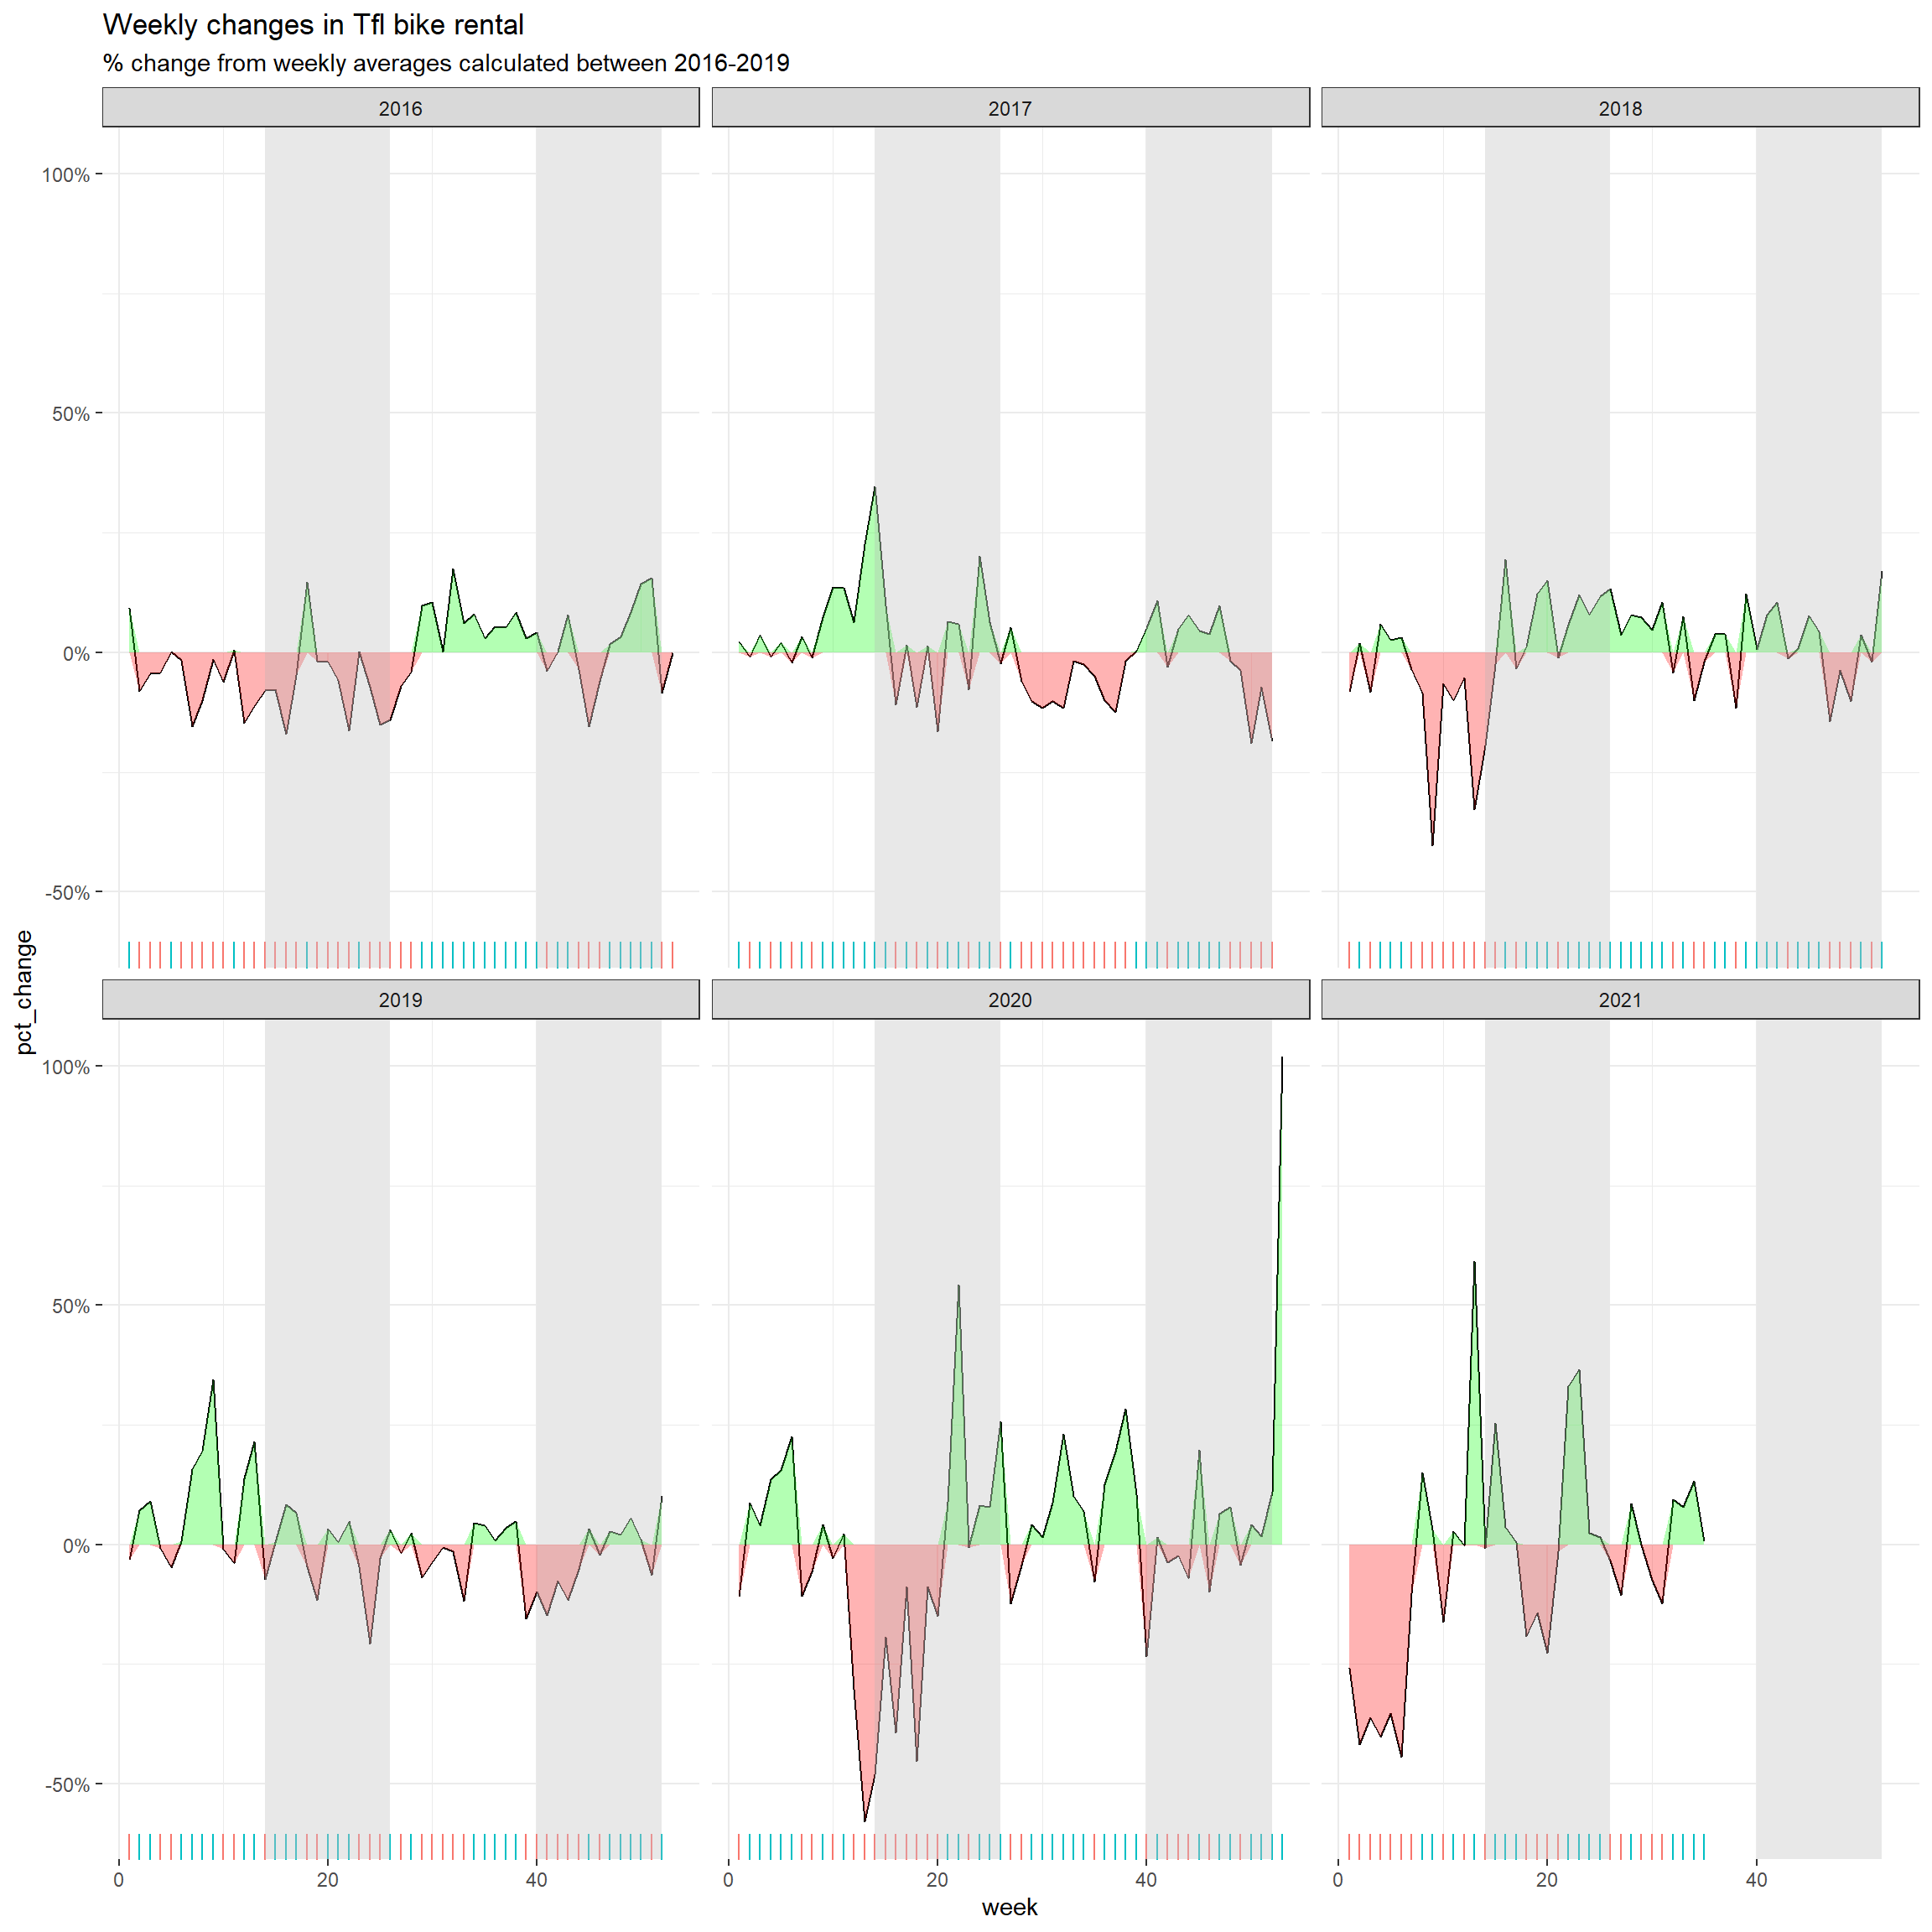 Weekly changes in Tfl bike rental
% change from weekly averages calculated between 2016-2019
2016
2017
2018
100%
50%
0%
-50%
pct_change
2019
2020
2021
100%
50%
0%
-50%
0 20 40
0 20 40
0 20 40
week